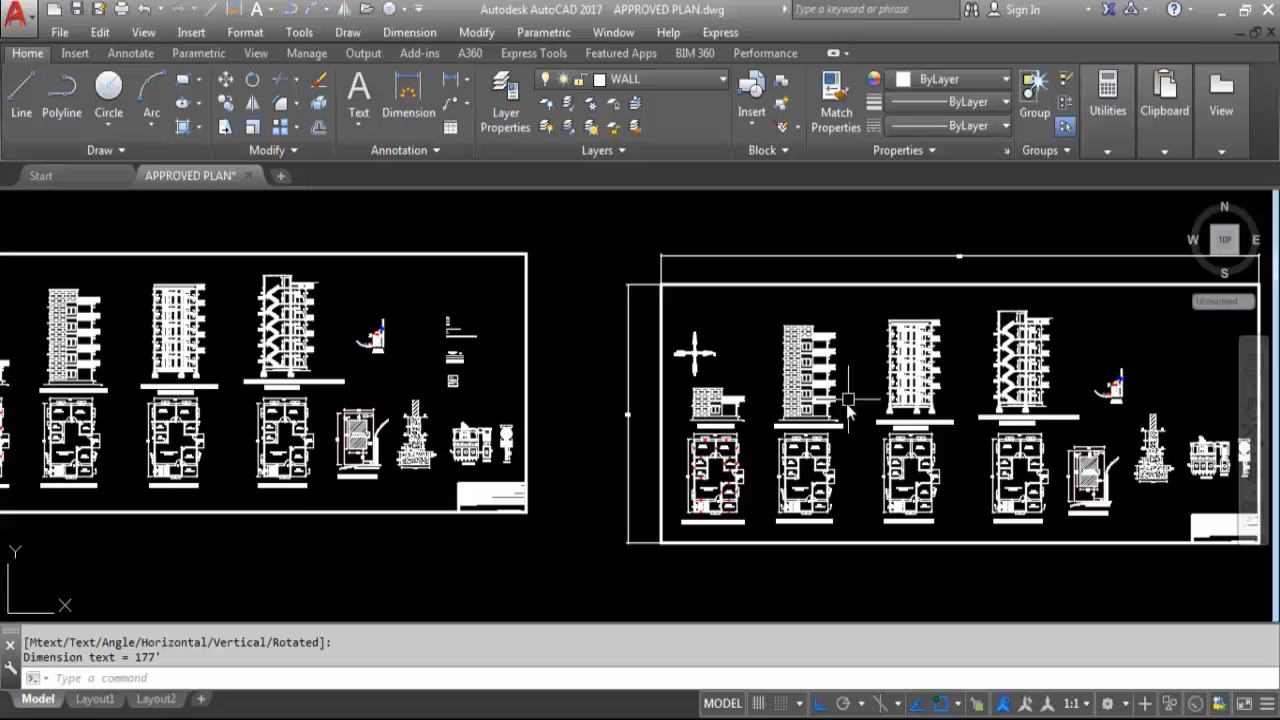 Autodesk AutoCAD 2017 APPROVED PLAN.dwg
Type a keyword or phrase
Sign In
File Edit View Insert Format Tools Draw Dimension Modify Parametric Window Help Express
Home Insert Annotate Parametric View Manage Output Add-ins A360 Express Tools Featured Apps BIM 360 Performance
Line Polyline Circle Arc
Text Dimension
Layer Properties
WALL
Insert
Match Properties
ByLayer
ByLayer
ByLayer
Group
Utilities
Clipboard
View
Draw Modify Annotation Layers Block Properties Groups
Start APPROVED PLAN*
N
W TOP E
S
Unnamed
Y
X
[Mtext/Text/Angle/Horizontal/Vertical/Rotated]:
Dimension text = 177'
Type a command
Model Layout1 Layout2 +
MODEL 1:1